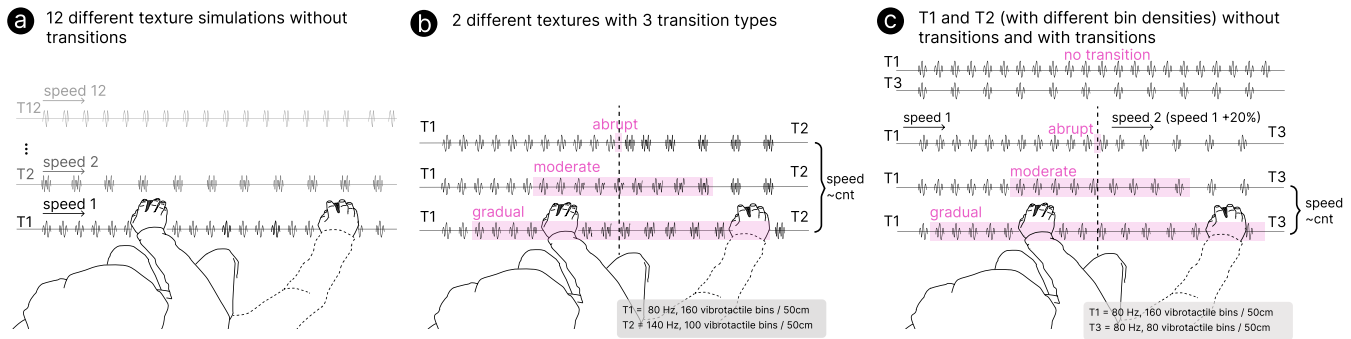 a 12 different texture simulations without
transitions
speed 12
T12
speed 2
T2
speed 1
T1
b 2 different textures with 3 transition types
T1 abrupt T2
T1 moderate T2
T1 gradual T2
speed
~cnt
T1 = 80 Hz, 160 vibrotactile bins / 50cm
T2 = 140 Hz, 100 vibrotactile bins / 50cm
c T1 and T2 (with different bin densities) without
transitions and with transitions
no transition
T1
T3
speed 1 speed 2 (speed 1 +20%)
T1 abrupt T3
T1 moderate T3
T1 gradual T3
speed
~cnt
T1 = 80 Hz, 160 vibrotactile bins / 50cm
T3 = 80 Hz, 80 vibrotactile bins / 50cm